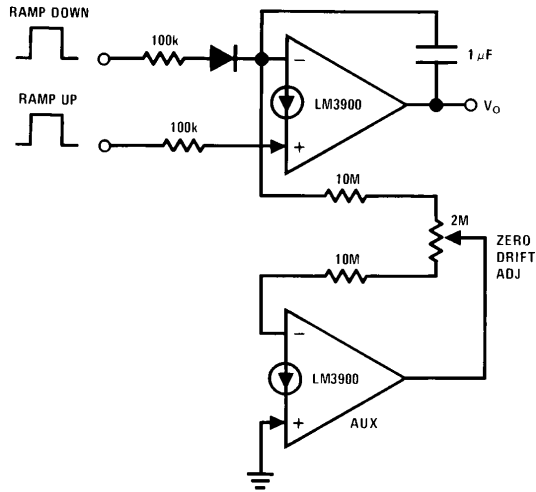 RAMP DOWN
100k
1 μF
−
LM3900
V_O
RAMP UP
100k
+
10M
2M
ZERO
DRIFT
ADJ
10M
−
LM3900
+
AUX